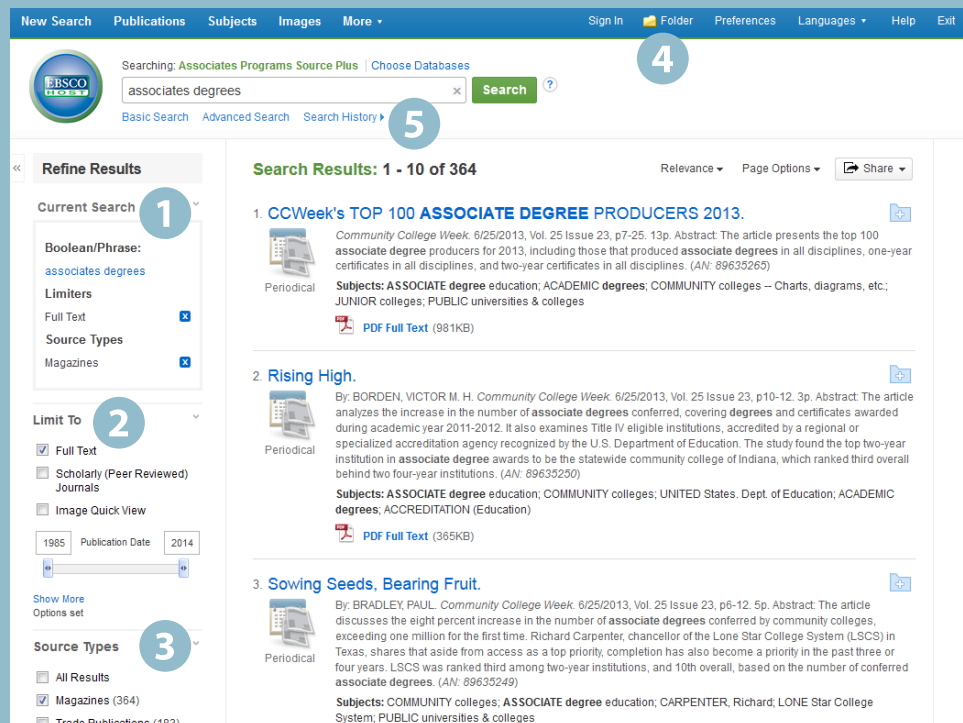 New Search Publications Subjects Images More Sign In Folder Preferences Languages Help Exit
4
EBSCO
HOST
Searching: Associates Programs Source Plus Choose Databases
associates degrees × Search ?
Basic Search Advanced Search Search History
5
« Refine Results
Search Results: 1 - 10 of 364 Relevance Page Options Share
Current Search 1
Boolean/Phrase:
associates degrees
Limiters
Full Text x
Source Types
Magazines x
Limit To 2
Full Text
Scholarly (Peer Reviewed)
Journals
Image Quick View
1985 Publication Date 2014
Show More
Options set
Source Types 3
All Results
Magazines (364)
Trade Publications (183)
1. CCWeek's TOP 100 ASSOCIATE DEGREE PRODUCERS 2013.
Periodical
Community College Week. 6/25/2013, Vol. 25 Issue 23, p7-25. 13p. Abstract: The article presents the top 100
associate degree producers for 2013, including those that produced associate degrees in all disciplines, one-year
certificates in all disciplines, and two-year certificates in all disciplines. (AN: 89635265)
Subjects: ASSOCIATE degree education; ACADEMIC degrees; COMMUNITY colleges -- Charts, diagrams, etc.;
JUNIOR colleges; PUBLIC universities & colleges
PDF Full Text (981KB)
2. Rising High.
Periodical
By: BORDEN, VICTOR M. H. Community College Week. 6/25/2013, Vol. 25 Issue 23, p10-12. 3p. Abstract: The article
analyzes the increase in the number of associate degrees conferred, covering degrees and certificates awarded
during academic year 2011-2012. It also examines Title IV eligible institutions, accredited by a regional or
specialized accreditation agency recognized by the U.S. Department of Education. The study found the top two-year
institution in associate degree awards to be the statewide community college of Indiana, which ranked third overall
behind two four-year institutions. (AN: 89635250)
Subjects: ASSOCIATE degree education; COMMUNITY colleges; UNITED States. Dept. of Education; ACADEMIC
degrees; ACCREDITATION (Education)
PDF Full Text (365KB)
3. Sowing Seeds, Bearing Fruit.
Periodical
By: BRADLEY, PAUL. Community College Week. 6/25/2013, Vol. 25 Issue 23, p6-12. 5p. Abstract: The article
discusses the eight percent increase in the number of associate degrees conferred by community colleges,
exceeding one million for the first time. Richard Carpenter, chancellor of the Lone Star College System (LSCS) in
Texas, shares that aside from access as a top priority, completion has also become a priority in the past three or
four years. LSCS was ranked third among two-year institutions, and 10th overall, based on the number of conferred
associate degrees. (AN: 89635249)
Subjects: COMMUNITY colleges; ASSOCIATE degree education; CARPENTER, Richard; LONE Star College
System; PUBLIC universities & colleges